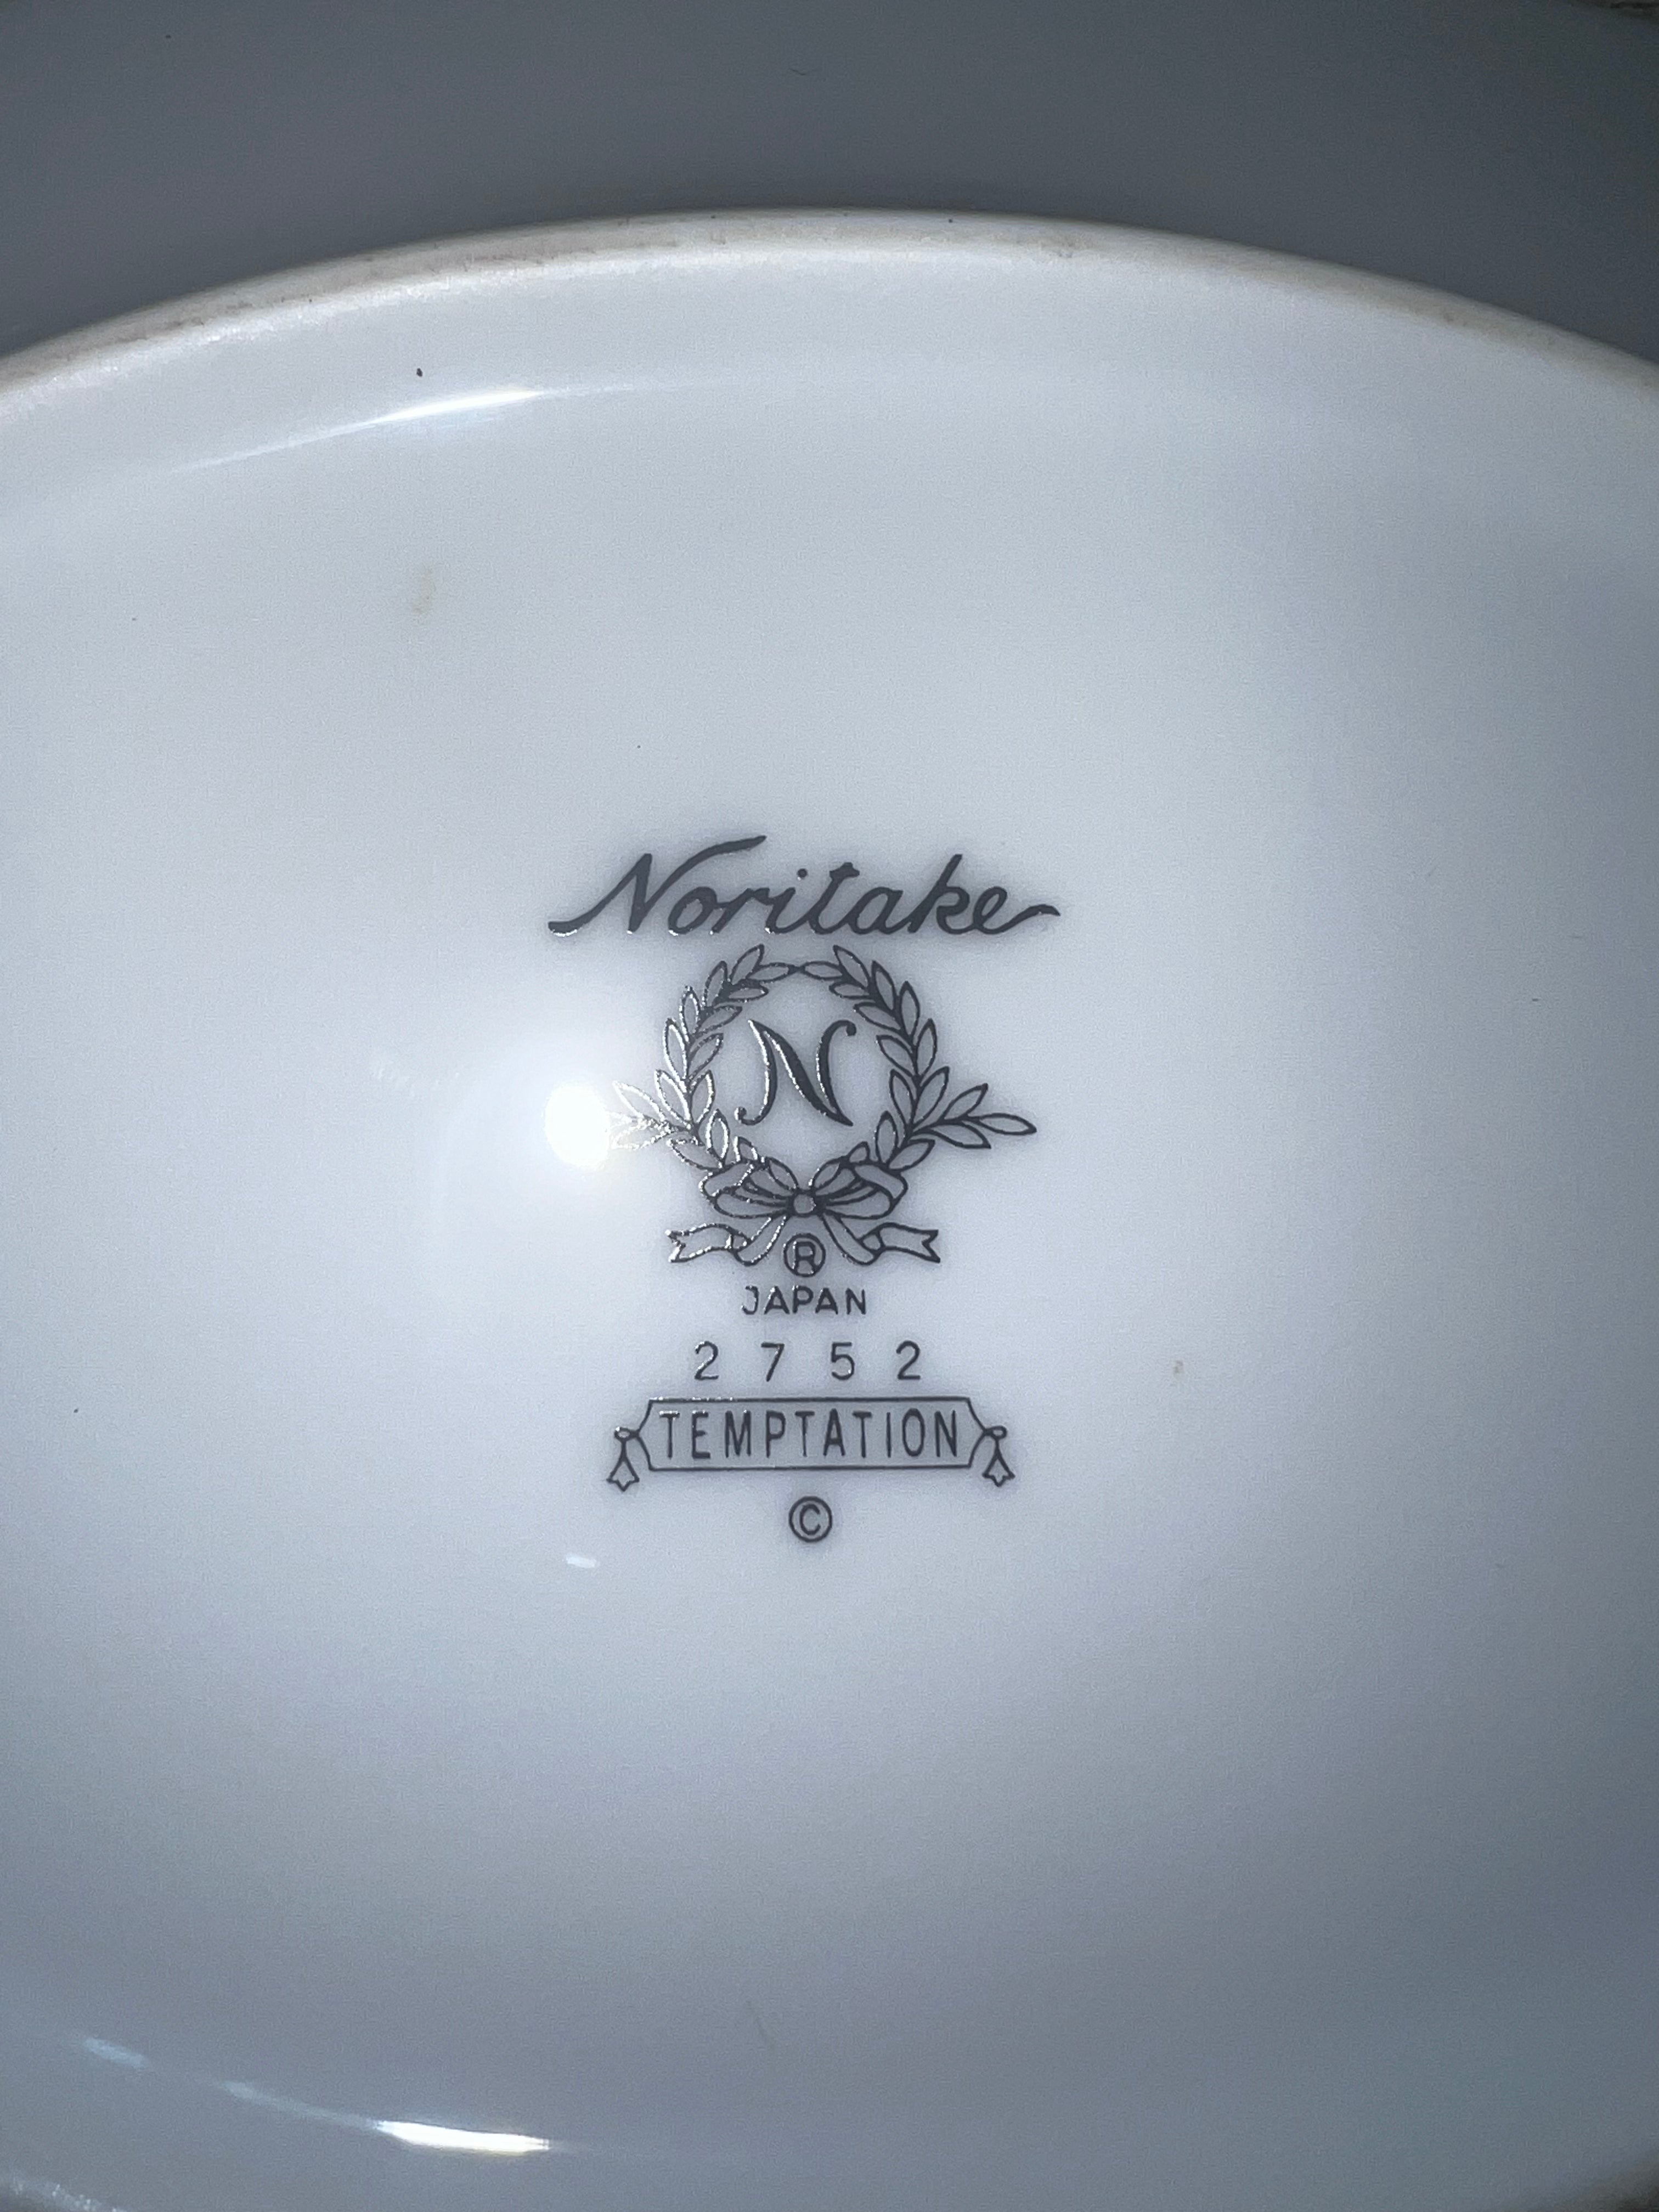 Noritake
N
®
JAPAN
2752
TEMPTATION
©